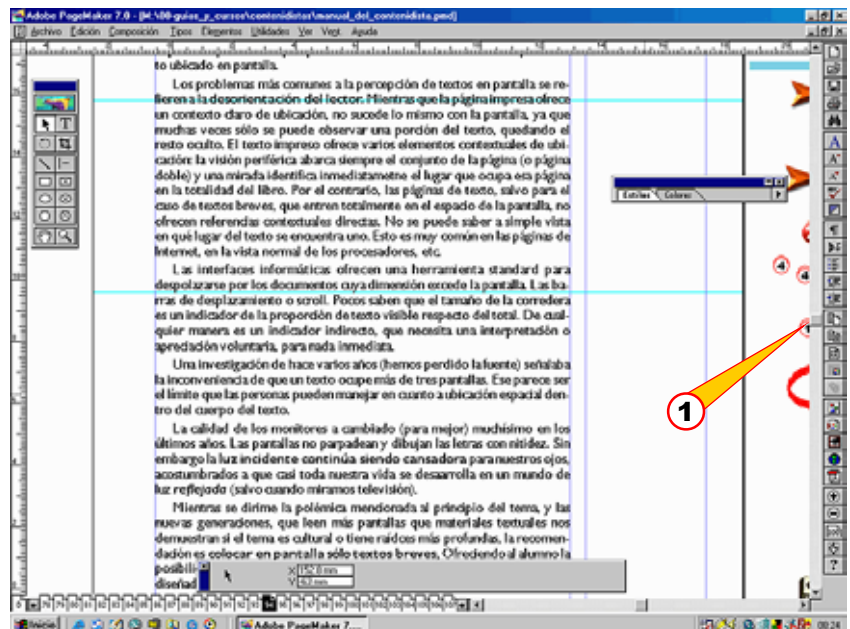 Adobe PageMaker 7.0 - [M:\00-guias_y_cursos\contenidistas\manual_del_contenidista.pmd]
Archivo Edición Composición Tipos Elementos Utilidades Ver Vent. Ayuda
to ubicado en pantalla.
Los problemas más comunes a la percepción de textos en pantalla se re-
fieren a la desorientación del lector. Mientras que la página impresa ofrece
un contexto claro de ubicación, no sucede lo mismo con la pantalla, ya que
muchas veces sólo se puede observar una porción del texto, quedando el
resto oculto. El texto impreso ofrece varios elementos contextuales de ubi-
cación: la visión periférica abarca siempre el conjunto de la página (o página
doble) y una mirada identifica inmediatametne el lugar que ocupa esa página
en la totalidad del libro. Por el contrario, las páginas de texto, salvo para el
caso de textos breves, que entren totalmente en el espacio de la pantalla, no
ofrecen referencias contextuales directas. No se puede saber a simple vista
en qué lugar del texto se encuentra uno. Esto es muy común en las páginas de
Internet, en la vista normal de los procesadores, etc.
Las interfaces informáticas ofrecen una herramienta standard para
despolazarse por los documentos cuya dimensión excede la pantalla. Las ba-
rras de desplazamiento o scroll. Pocos saben que el tamaño de la corredera
es un indicador de la proporción de texto visible respecto del total. De cual-
quier manera es un indicador indirecto, que necesita una interpretación o
apreciación voluntaria, para nada inmediata.
Una investigación de hace varios años (hemos perdido la fuente) señalaba
la inconveniencia de que un texto ocupe más de tres pantallas. Ese parece ser
el límite que las personas pueden manejar en cuanto a ubicación espacial den-
tro del cuerpo del texto.
La calidad de los monitores a cambiado (para mejor) muchísimo en los
últimos años. Las pantallas no parpadean y dibujan las letras con nitidez. Sin
embargo la luz incidente continúa siendo cansadora para nuestros ojos,
acostumbrados a que casi toda nuestra vida se desaarrolla en un mundo de
luz reflejada (salvo cuando miramos televisión).
Mientras se dirime la polémica mencionada al principio del tema, y las
nuevas generaciones, que leen más pantallas que materiales textuales nos
demuestran si el tema es cultural o tiene raídces más profundas, la recomen-
dación es colocar en pantalla sólo textos breves. Ofreciendo al alumno la
posibili
diseñad
Estilos Colores
4
4
1
1
X 152.8 mm
Y -62 mm
Inicio
Adobe PageMaker 7....
00:24